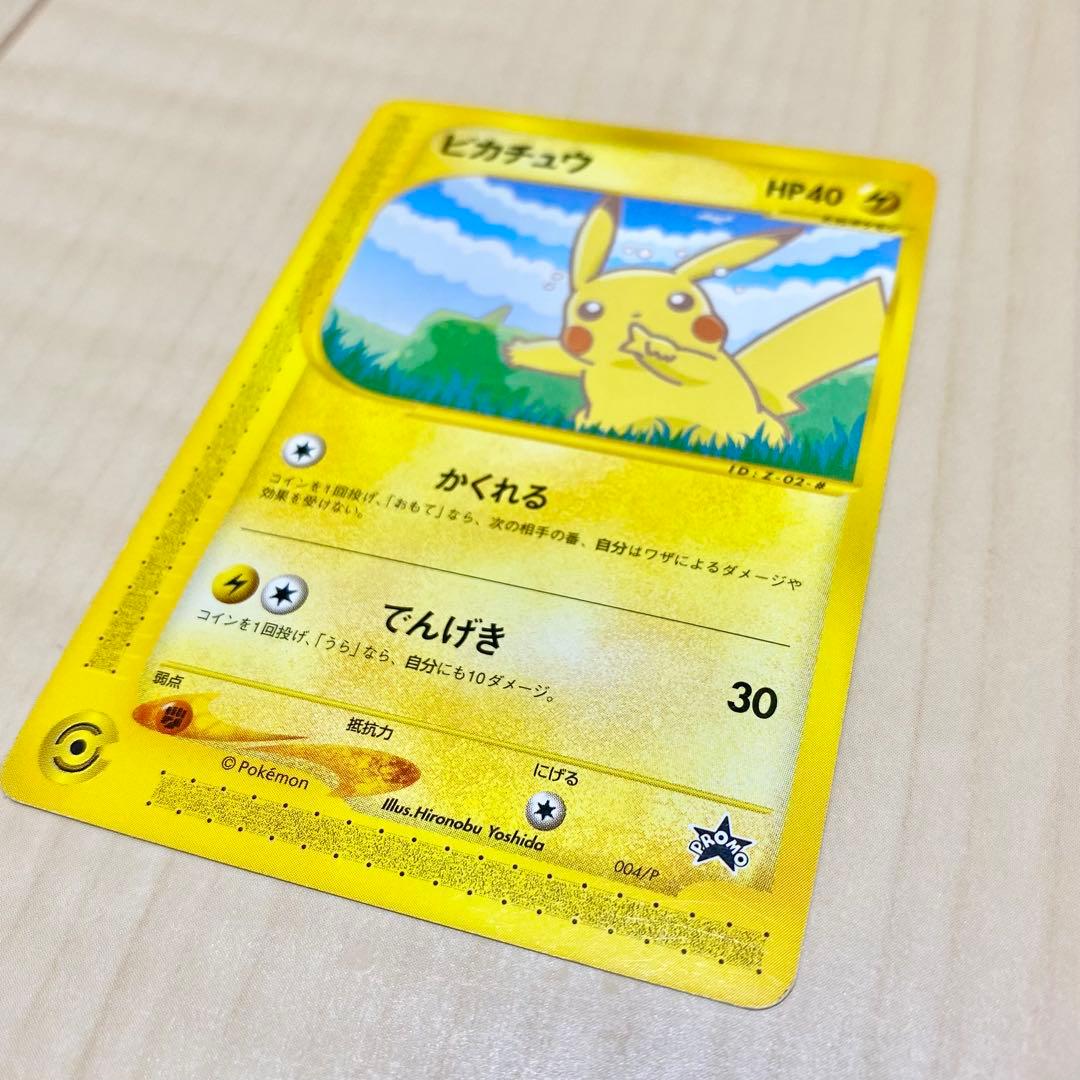 ピカチュウ
HP40
ID:Z-02-#
かくれる
コインを1回投げ、「おもて」なら、次の相手の番、自分はワザによるダメージや
効果を受けない。
でんげき
コインを1回投げ、「うら」なら、自分にも10ダメージ。
30
弱点
抵抗力
にげる
©Pokémon
Illus.Hironobu Yoshida
004/P
PROMO